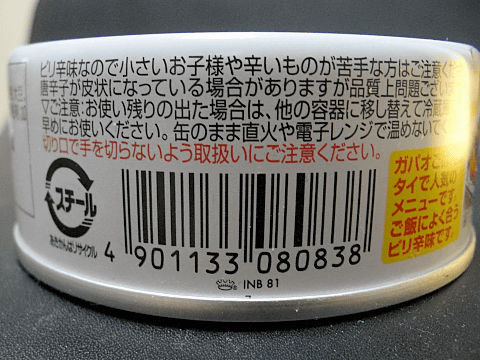 ピリ辛味なので小さいお子様や辛いものが苦手な方はご注意くだ
唐辛子が皮状になっている場合がありますが品質上問題ござい
▽ご注意:お使い残りの出た場合は、他の容器に移し替えて冷蔵
早めにお使いください。缶のまま直火や電子レンジで温めないで
切り口で手を切らないよう取扱いにご注意ください。
スチール
あきかんはリサイクル
4 901133 080838
INB 81
ガパオ
タイで人気の
メニューです
ご飯によく合う
ピリ辛味です。